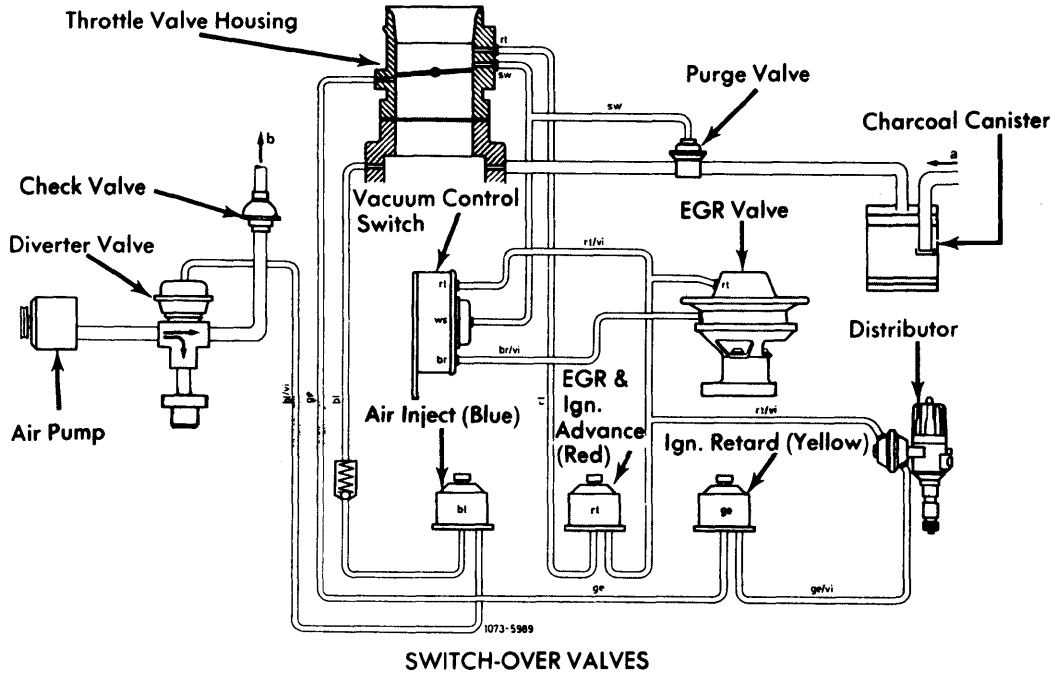 Throttle Valve Housing
rt
sw
Purge Valve
sw
Charcoal Canister
b
a
Check Valve
Vacuum Control
Switch
EGR Valve
Diverter Valve
rt/vi
rt
rt
ws
Distributor
br
br/vi
bl/vi
ge
bl
rt
EGR &
Ign.
Advance
(Red)
rt/vi
Air Pump
Air Inject (Blue)
Ign. Retard (Yellow)
bl
rt
ge
ge
ge/vi
1073-5989
SWITCH-OVER VALVES